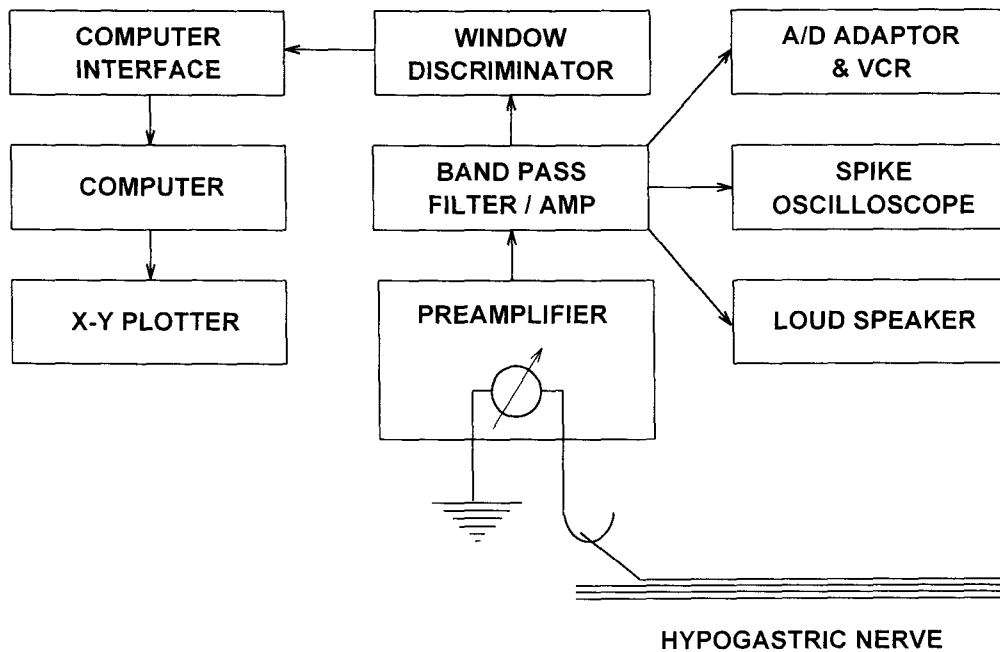 COMPUTER
INTERFACE
WINDOW
DISCRIMINATOR
A/D ADAPTOR
& VCR
COMPUTER
BAND PASS
FILTER / AMP
SPIKE
OSCILLOSCOPE
X-Y PLOTTER
PREAMPLIFIER
LOUD SPEAKER
HYPOGASTRIC NERVE